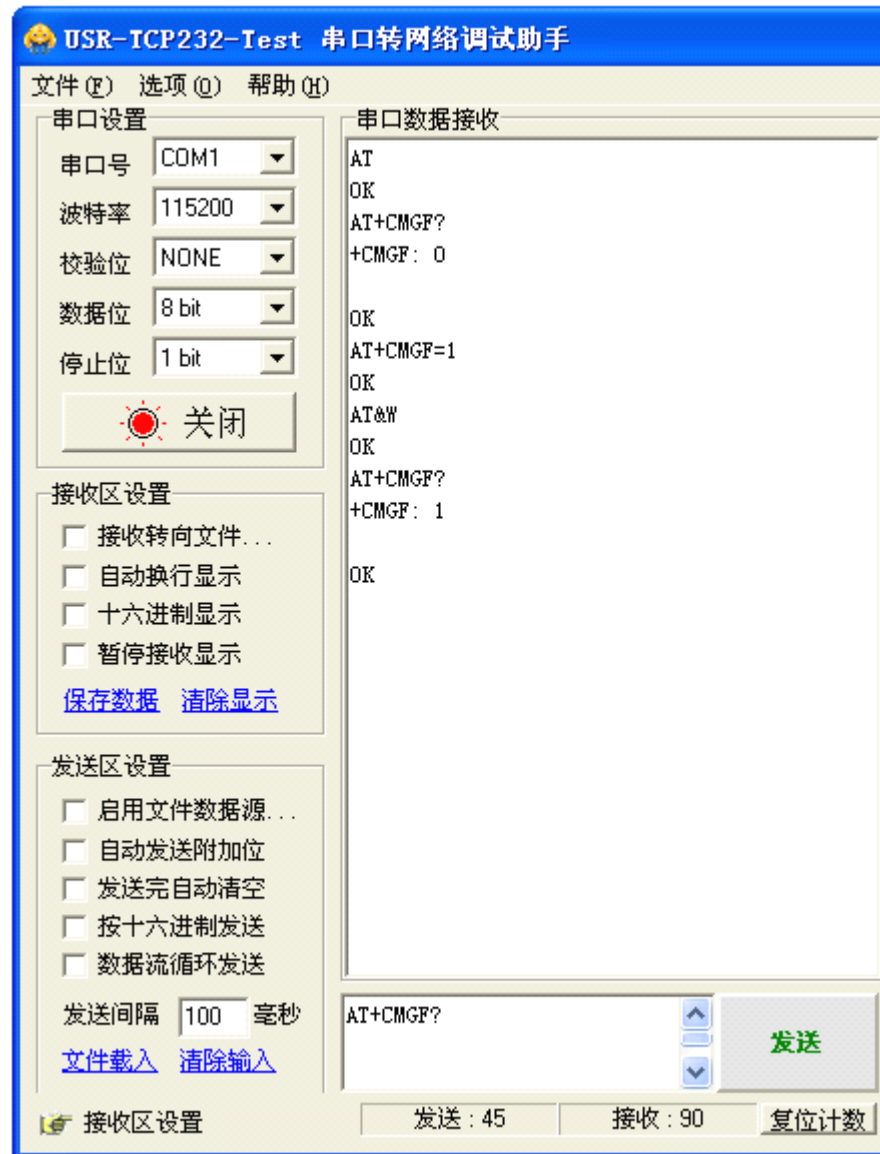 USR-TCP232-Test 串口转网络调试助手
文件(F) 选项(O) 帮助(H)
串口设置
串口号 COM1
波特率 115200
校验位 NONE
数据位 8 bit
停止位 1 bit
关闭
接收区设置
接收转向文件...
自动换行显示
十六进制显示
暂停接收显示
保存数据 清除显示
发送区设置
启用文件数据源...
自动发送附加位
发送完自动清空
按十六进制发送
数据流循环发送
发送间隔 100 毫秒
文件载入 清除输入
串口数据接收
AT
OK
AT+CMGF?
+CMGF: 0
OK
AT+CMGF=1
OK
AT&W
OK
AT+CMGF?
+CMGF: 1
OK
AT+CMGF?
发送
接收区设置
发送 : 45
接收 : 90
复位计数